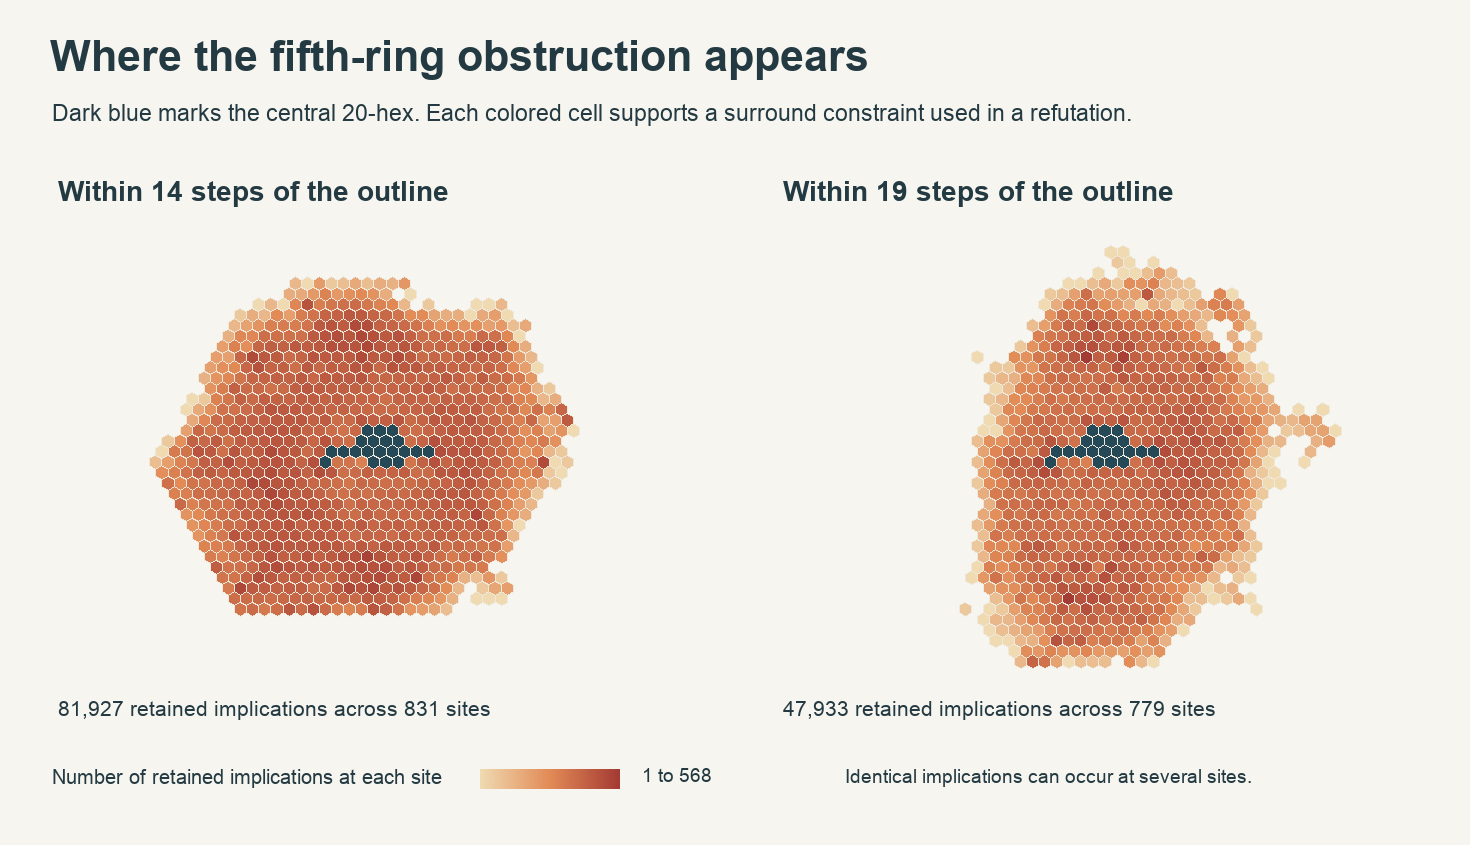 Where the fifth-ring obstruction appears
Dark blue marks the central 20-hex. Each colored cell supports a surround constraint used in a refutation.
Within 14 steps of the outline
Within 19 steps of the outline
81,927 retained implications across 831 sites
47,933 retained implications across 779 sites
Number of retained implications at each site
1 to 568
Identical implications can occur at several sites.